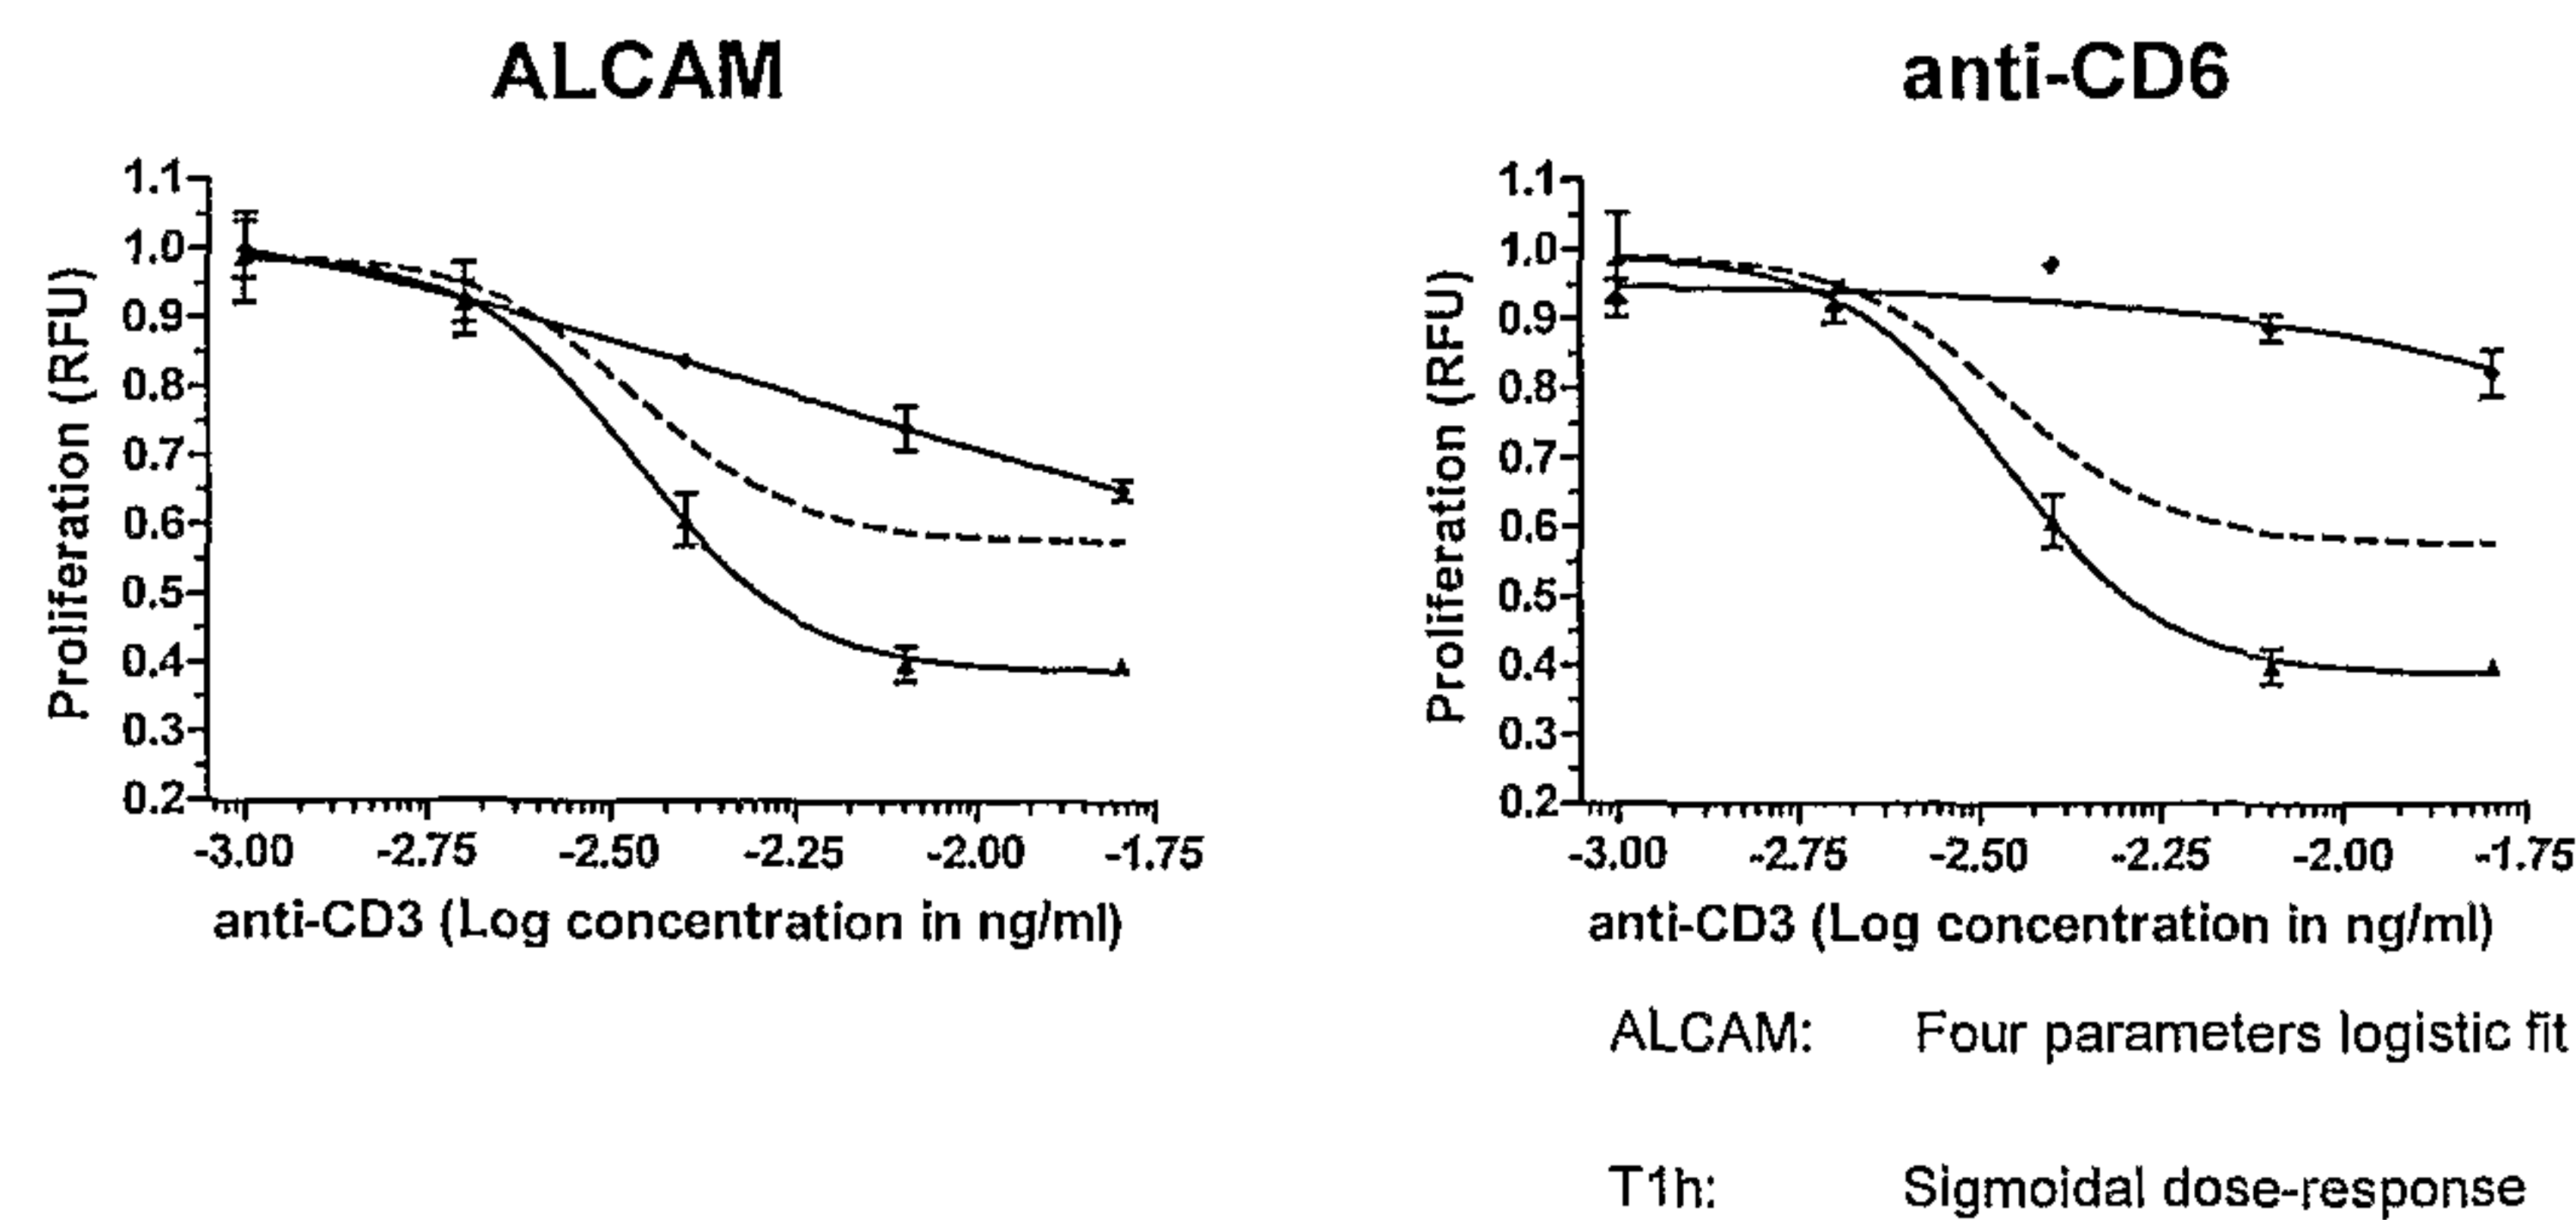 ALCAM
anti-CD6
Proliferation (RFU)
1.1
1.0
0.9
0.8
0.7
0.6
0.5
0.4
0.3
0.2
-3.00 -2.75 -2.50 -2.25 -2.00 -1.75
anti-CD3 (Log concentration in ng/ml)
Proliferation (RFU)
1.1
1.0
0.9
0.8
0.7
0.6
0.5
0.4
0.3
0.2
-3.00 -2.75 -2.50 -2.25 -2.00 -1.75
anti-CD3 (Log concentration in ng/ml)
ALCAM: Four parameters logistic fit
T1h: Sigmoidal dose-response